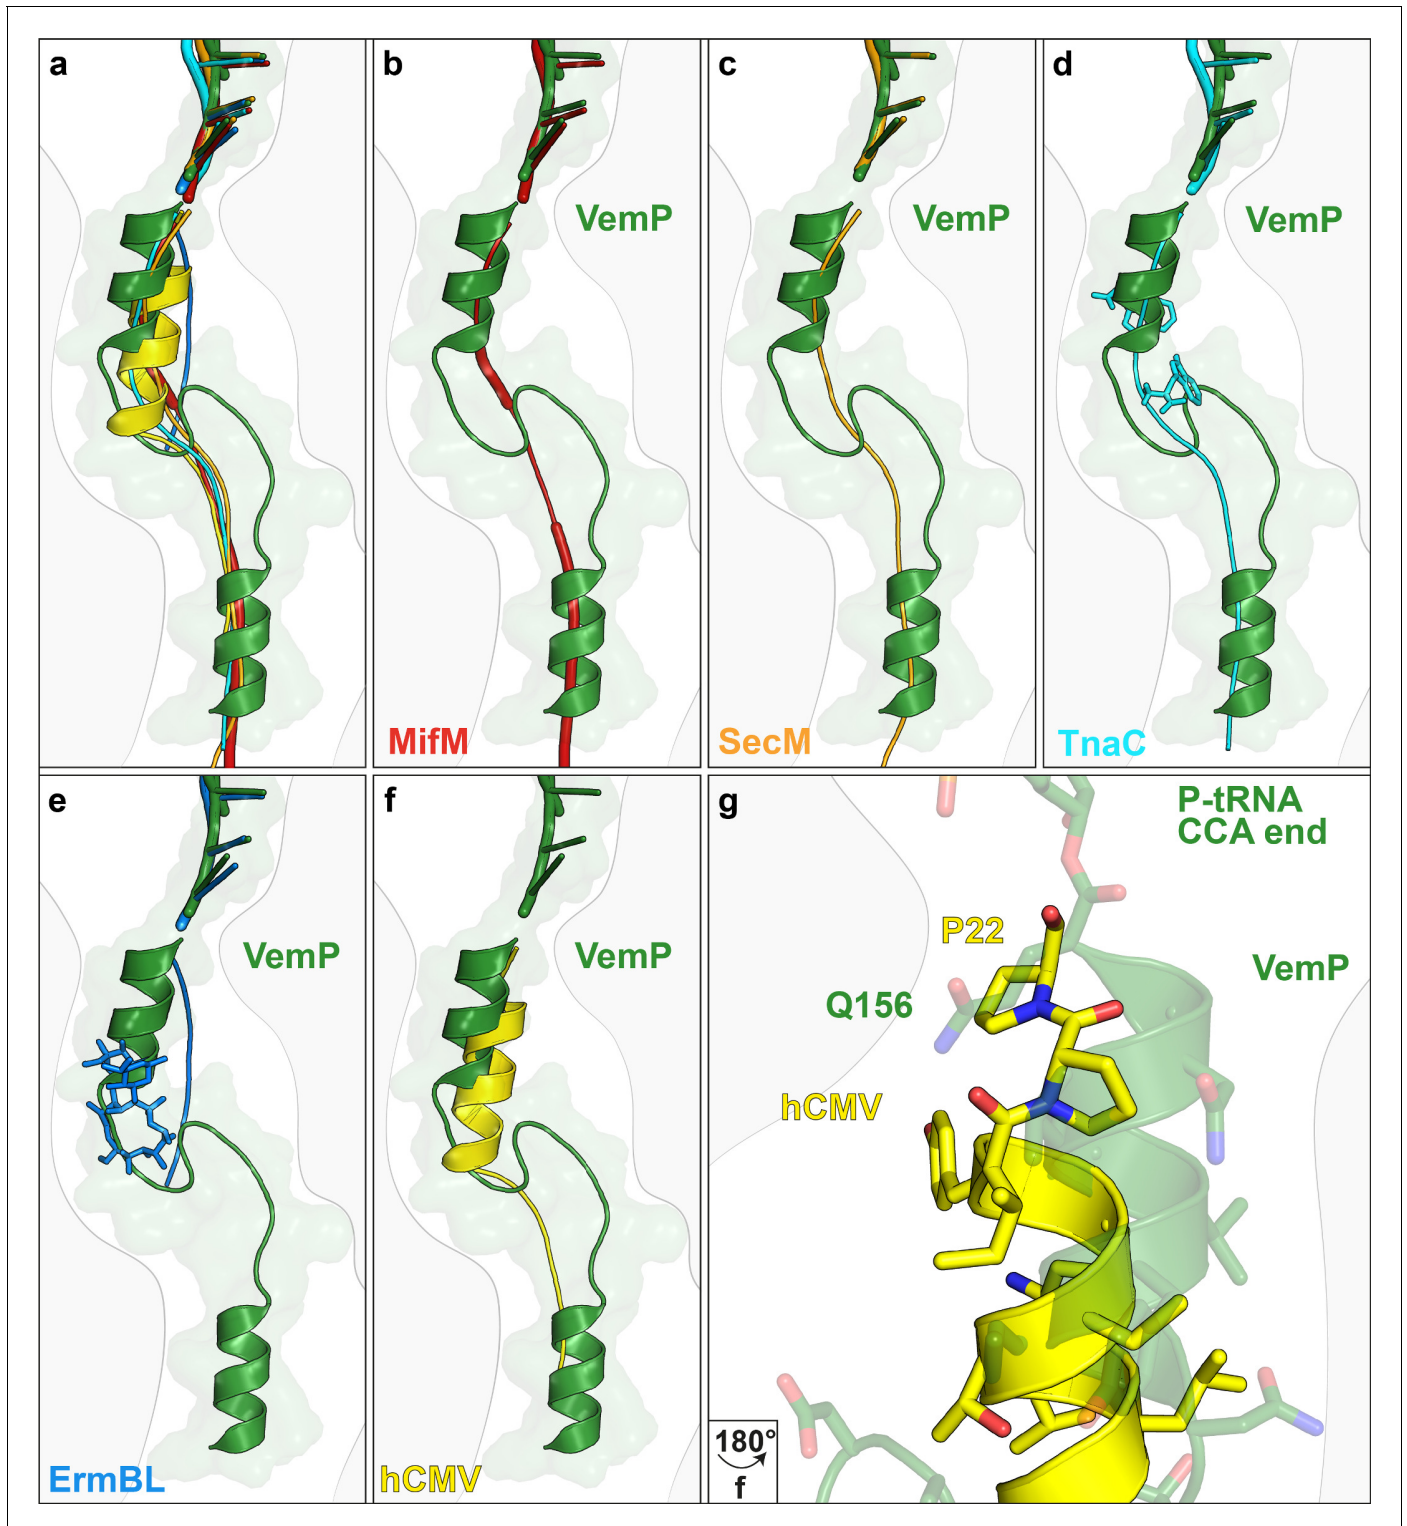 a
b
VemP
MifM
c
VemP
SecM
d
VemP
TnaC
e
VemP
ErmBL
f
VemP
hCMV
g
P-tRNA
CCA end
P22
VemP
Q156
hCMV
180°
f